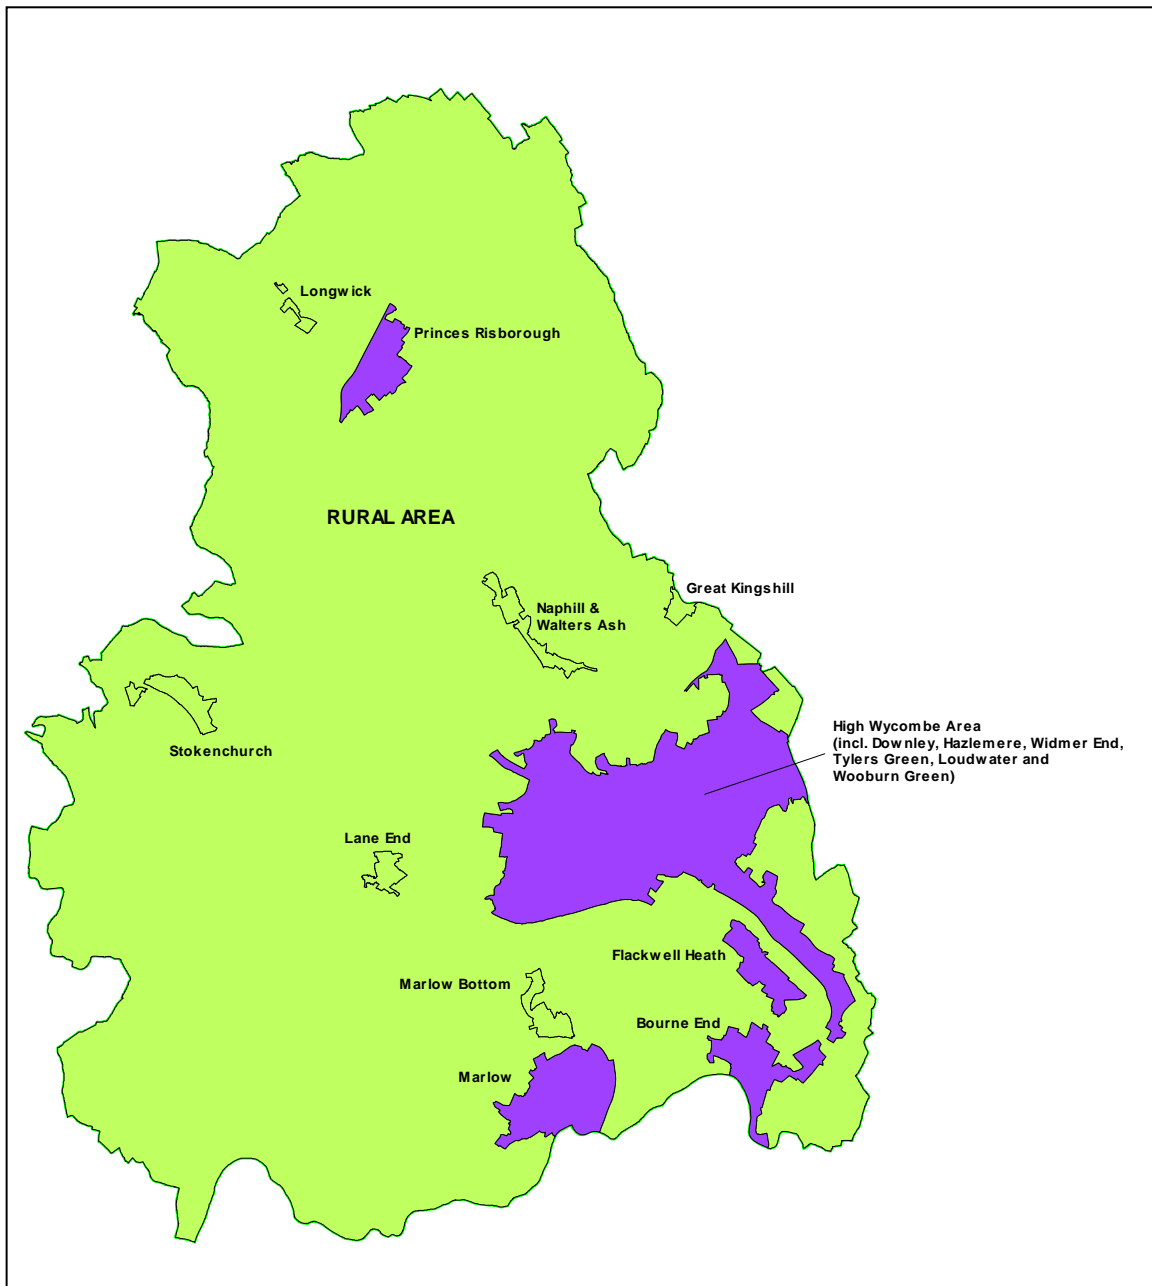 Longwick
Princes Risborough
RURAL AREA
Great Kingshill
Naphill &
Walters Ash
Stokenchurch
High Wycombe Area
(incl. Downley, Hazlemere, Widmer End,
Tylers Green, Loudwater and
Wooburn Green)
Lane End
Flackwell Heath
Marlow Bottom
Bourne End
Marlow